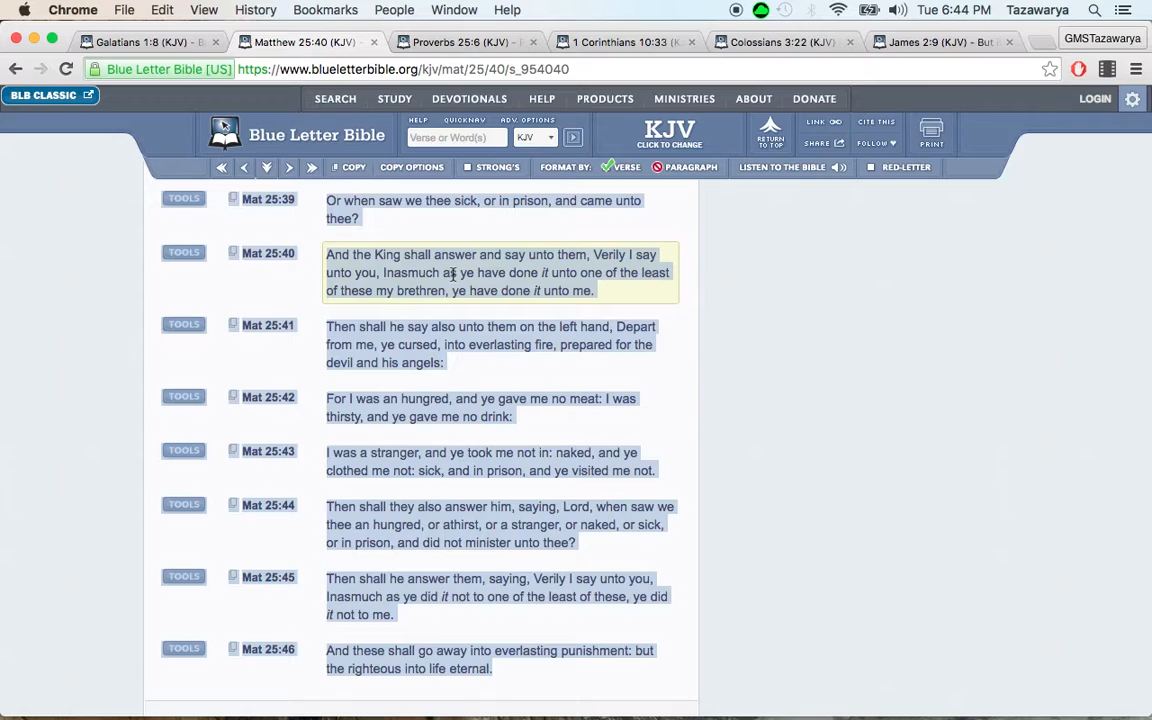 Chrome File Edit View History Bookmarks People Window Help Tue 6:44 PM Tazawarya
Galatians 1:8 (KJV) - Matthew 25:40 (KJV) - Proverbs 25:6 (KJV) - 1 Corinthians 10:33 (KJV) Colossians 3:22 (KJV) - James 2:9 (KJV) - But GMSTazawarya
Blue Letter Bible [US] https://www.blueletterbible.org/kjv/mat/25/40/s_954040
BLB CLASSIC SEARCH STUDY DEVOTIONALS HELP PRODUCTS MINISTRIES ABOUT DONATE LOGIN
HELP QUICKNAV ADV. OPTIONS
Blue Letter Bible Verse or Word(s) KJV
KJV
CLICK TO CHANGE
RETURN
TO TOP
LINK CITE THIS
SHARE FOLLOW
PRINT
COPY COPY OPTIONS STRONG'S FORMAT BY: VERSE PARAGRAPH LISTEN TO THE BIBLE RED-LETTER
TOOLS Mat 25:39 Or when saw we thee sick, or in prison, and came unto
thee?
TOOLS Mat 25:40 And the King shall answer and say unto them, Verily I say
unto you, Inasmuch as ye have done it unto one of the least
of these my brethren, ye have done it unto me.
TOOLS Mat 25:41 Then shall he say also unto them on the left hand, Depart
from me, ye cursed, into everlasting fire, prepared for the
devil and his angels:
TOOLS Mat 25:42 For I was an hungred, and ye gave me no meat: I was
thirsty, and ye gave me no drink:
TOOLS Mat 25:43 I was a stranger, and ye took me not in: naked, and ye
clothed me not: sick, and in prison, and ye visited me not.
TOOLS Mat 25:44 Then shall they also answer him, saying, Lord, when saw we
thee an hungred, or athirst, or a stranger, or naked, or sick,
or in prison, and did not minister unto thee?
TOOLS Mat 25:45 Then shall he answer them, saying, Verily I say unto you,
Inasmuch as ye did it not to one of the least of these, ye did
it not to me.
TOOLS Mat 25:46 And these shall go away into everlasting punishment: but
the righteous into life eternal.